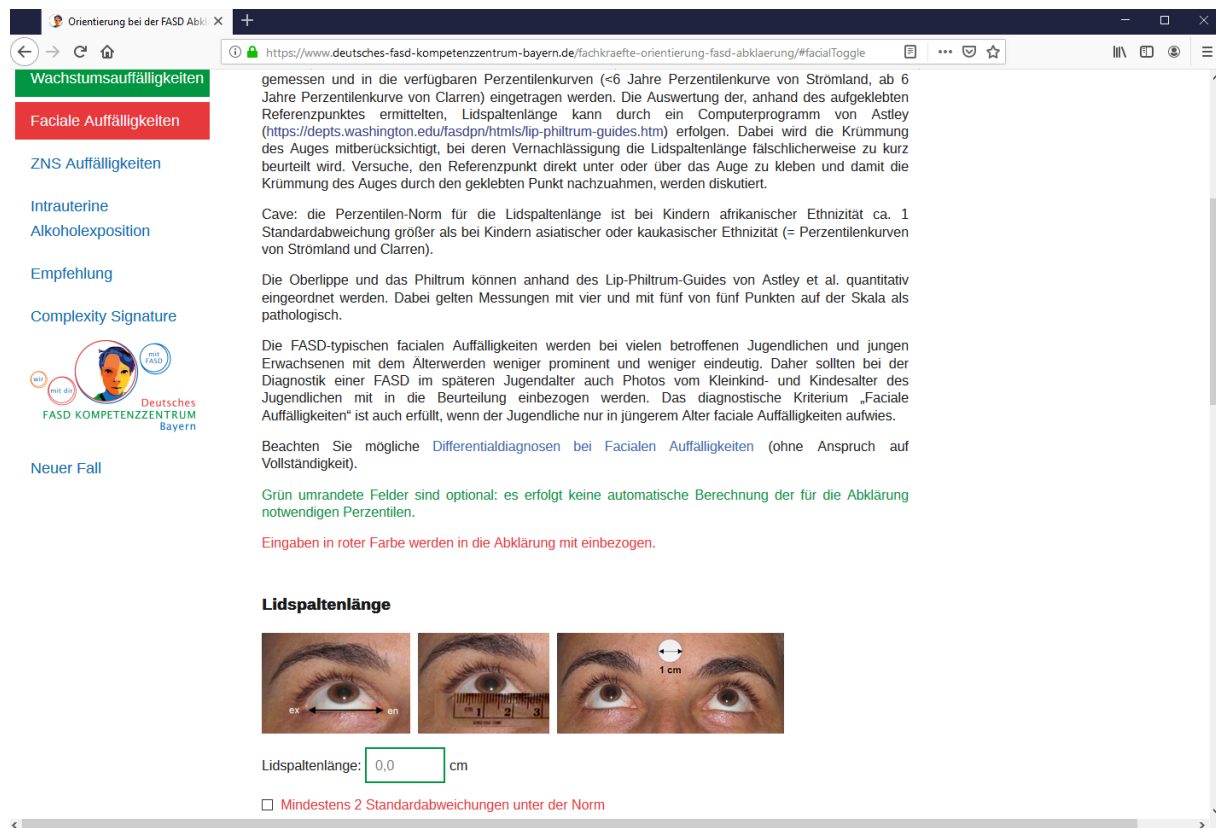 Orientierung bei der FASD Abkl
https://www.deutsches-fasd-kompetenzzentrum-bayern.de/fachkraefte-orientierung-fasd-abklaerung/#facialToggle
Wachstumsauffälligkeiten
Faciale Auffälligkeiten
ZNS Auffälligkeiten
Intrauterine
Alkoholexposition
Empfehlung
Complexity Signature
wir
mit dir
mit
FASD
Deutsches
FASD KOMPETENZZENTRUM
Bayern
Neuer Fall
gemessen und in die verfügbaren Perzentilenkurven (<6 Jahre Perzentilenkurve von Strömland, ab 6
Jahre Perzentilenkurve von Clarren) eingetragen werden. Die Auswertung der, anhand des aufgeklebten
Referenzpunktes ermittelten, Lidspaltenlänge kann durch ein Computerprogramm von Astley
(https://depts.washington.edu/fasdpn/htmls/lip-philtrum-guides.htm) erfolgen. Dabei wird die Krümmung
des Auges mitberücksichtigt, bei deren Vernachlässigung die Lidspaltenlänge fälschlicherweise zu kurz
beurteilt wird. Versuche, den Referenzpunkt direkt unter oder über das Auge zu kleben und damit die
Krümmung des Auges durch den geklebten Punkt nachzuahmen, werden diskutiert.
Cave: die Perzentilen-Norm für die Lidspaltenlänge ist bei Kindern afrikanischer Ethnizität ca. 1
Standardabweichung größer als bei Kindern asiatischer oder kaukasischer Ethnizität (= Perzentilenkurven
von Strömland und Clarren).
Die Oberlippe und das Philtrum können anhand des Lip-Philtrum-Guides von Astley et al. quantitativ
eingeordnet werden. Dabei gelten Messungen mit vier und mit fünf von fünf Punkten auf der Skala als
pathologisch.
Die FASD-typischen facialen Auffälligkeiten werden bei vielen betroffenen Jugendlichen und jungen
Erwachsenen mit dem Älterwerden weniger prominent und weniger eindeutig. Daher sollten bei der
Diagnostik einer FASD im späteren Jugendalter auch Photos vom Kleinkind- und Kindesalter des
Jugendlichen mit in die Beurteilung einbezogen werden. Das diagnostische Kriterium „Faciale
Auffälligkeiten“ ist auch erfüllt, wenn der Jugendliche nur in jüngerem Alter faciale Auffälligkeiten aufwies.
Beachten Sie mögliche Differentialdiagnosen bei Facialen Auffälligkeiten (ohne Anspruch auf
Vollständigkeit).
Grün umrandete Felder sind optional: es erfolgt keine automatische Berechnung der für die Abklärung
notwendigen Perzentilen.
Eingaben in roter Farbe werden in die Abklärung mit einbezogen.
Lidspaltenlänge
ex en
cm 1 2 3
1 cm
Lidspaltenlänge: 0,0 cm
Mindestens 2 Standardabweichungen unter der Norm